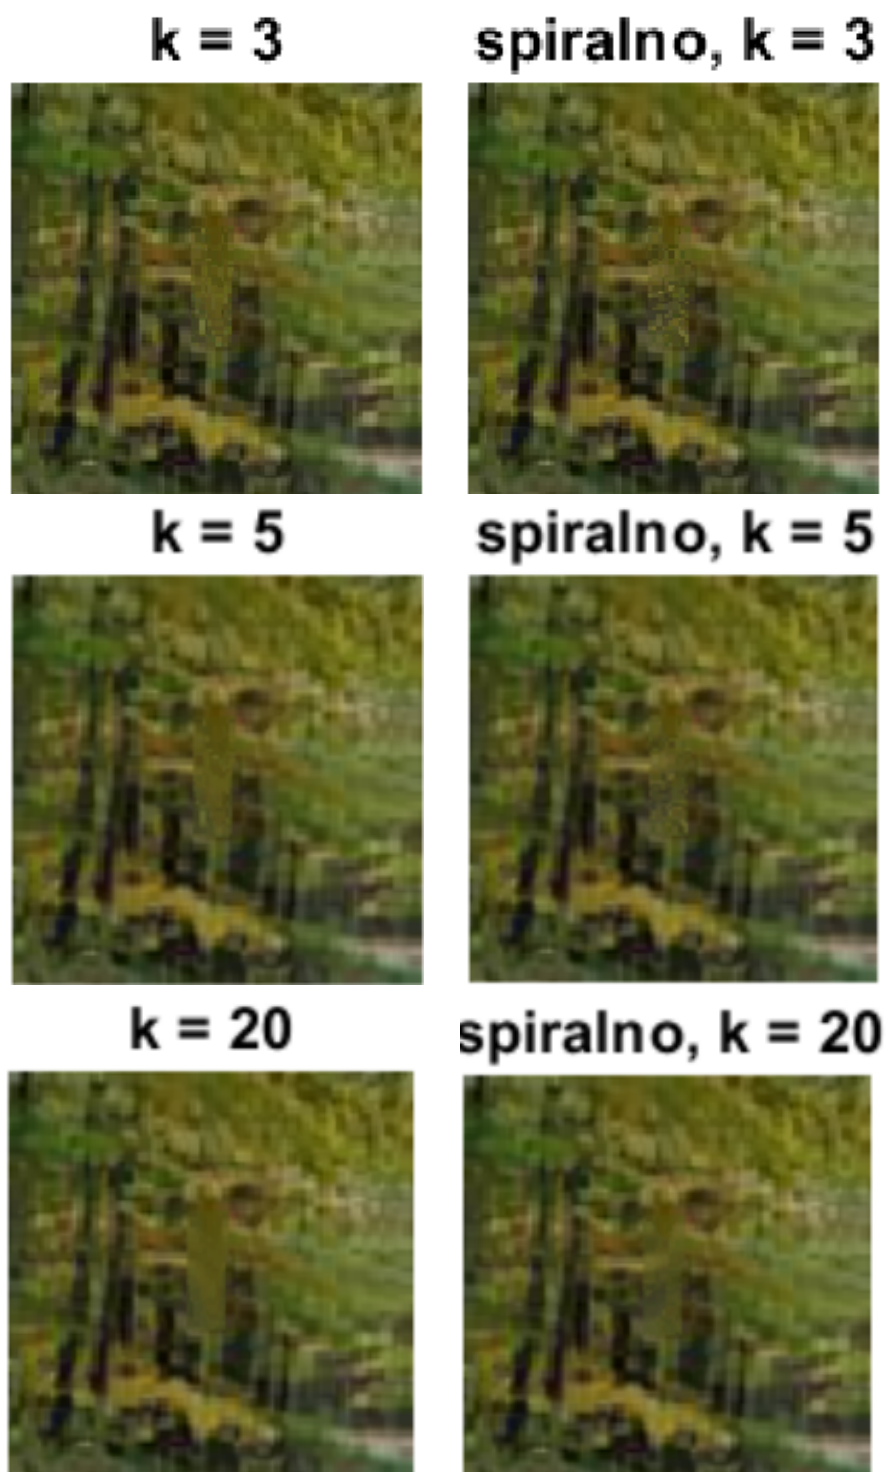 k = 3
spiralno, k = 3
k = 5
spiralno, k = 5
k = 20
spiralno, k = 20